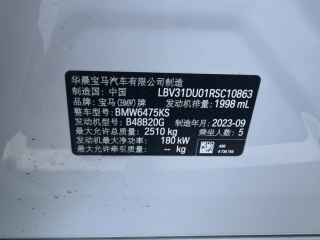 华晨宝马汽车有限公司制造
制造国：中国 LBV31DU01RSC10863
品牌：宝马(BMW)牌 发动机排量：1998 mL
整车型号：BMW6475KS
发动机型号：B48B20G 制造年月：2023-09
最大允许总质量：2510 kg 乘坐人数：5
发动机最大净功率：180 kW
最大允许牵引质量：-- kg